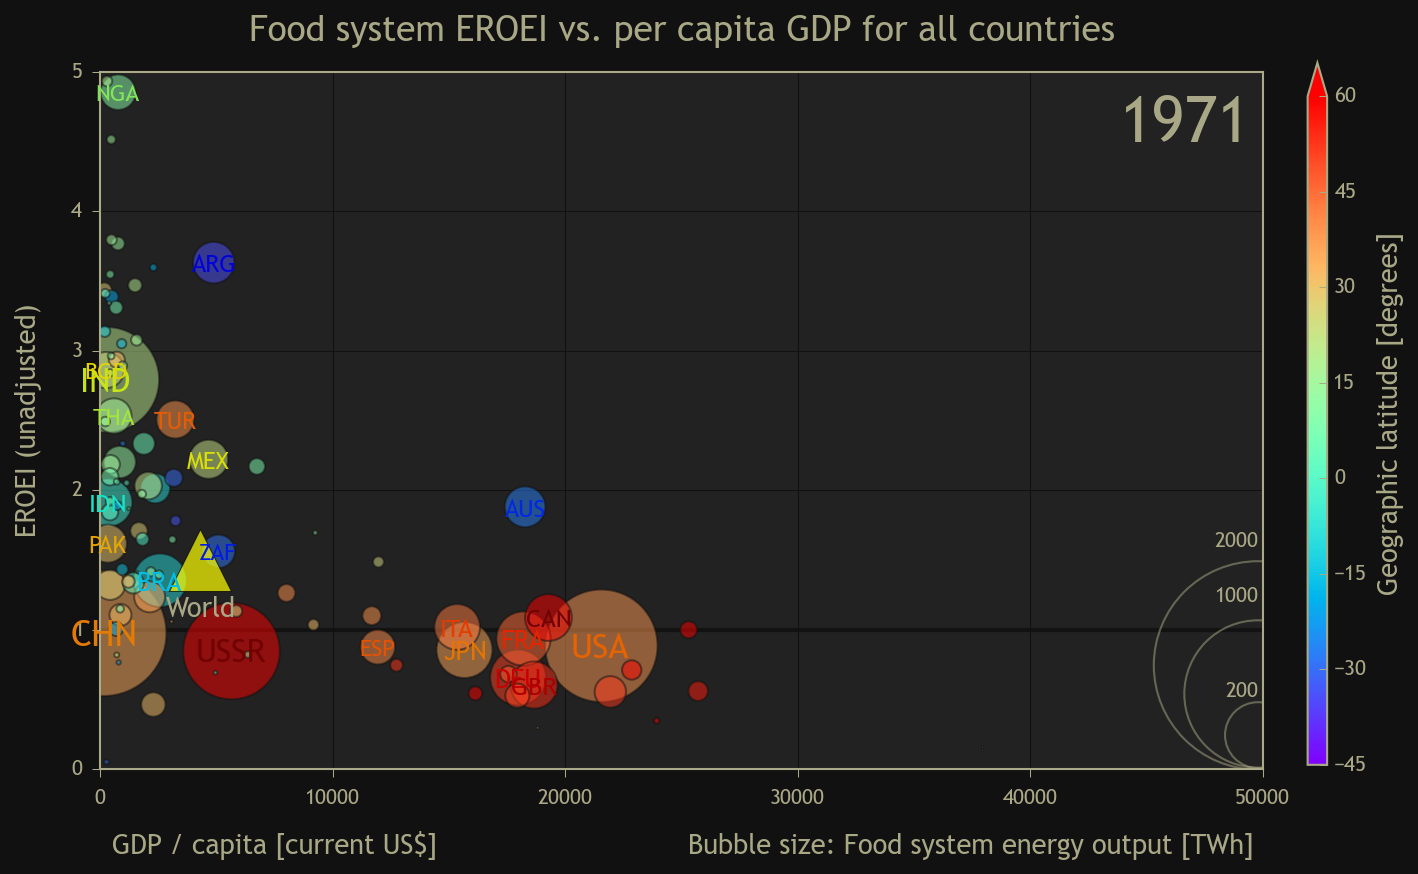 Food system EROEI vs. per capita GDP for all countries
1971
5
4
3
2
1
0
EROEI (unadjusted)
NGA
ARG
BGD
IND
THA
TUR
MEX
IDN
AUS
PAK
ZAF
BRA
World
CHN
USSR
ESP
ITA
JPN
FRA
CAN
USA
DEU
GBR
2000
1000
200
0
10000
20000
30000
40000
50000
GDP / capita [current US$]
Bubble size: Food system energy output [TWh]
60
45
30
15
0
−15
−30
−45
Geographic latitude [degrees]